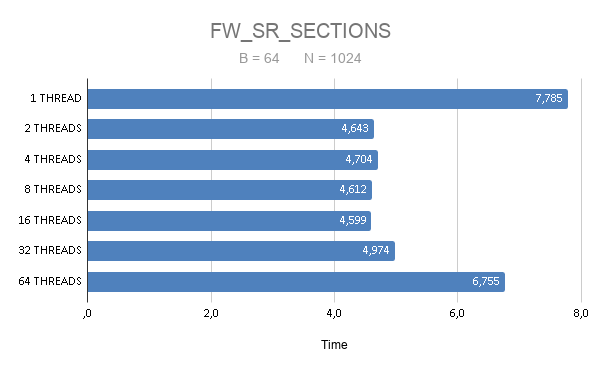 FW_SR_SECTIONS
B = 64 N = 1024
1 THREAD 7,785
2 THREADS 4,643
4 THREADS 4,704
8 THREADS 4,612
16 THREADS 4,599
32 THREADS 4,974
64 THREADS 6,755
,0 2,0 4,0 6,0 8,0
Time